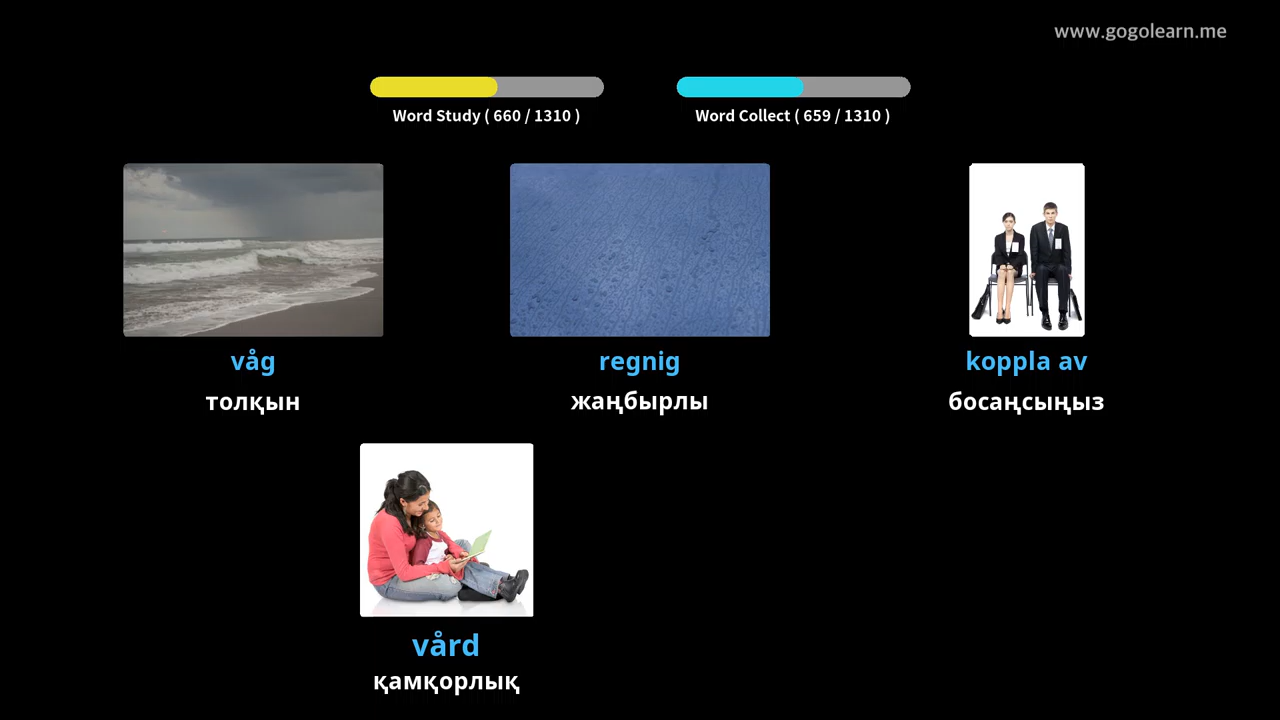 www.gogolearn.me
Word Study ( 660 / 1310 )
Word Collect ( 659 / 1310 )
våg
regnig
koppla av
толқын
жаңбырлы
босаңсыңыз
vård
қамқорлық